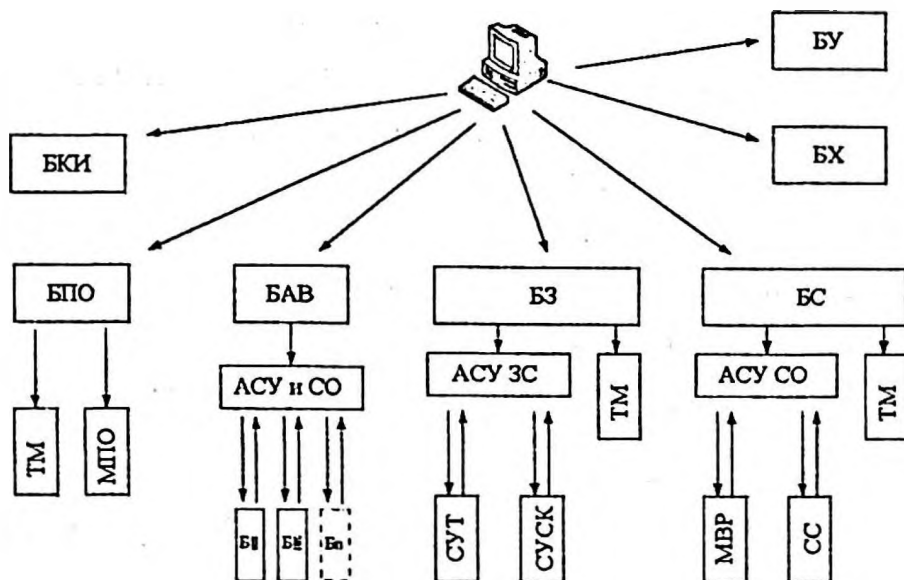 БУ
БХ
БКИ
БПО
БАВ
БЗ
БС
АСУ и СО
АСУ ЗС
ТМ
АСУ СО
ТМ
ТМ
МПО
СУТ
СУСК
МВР
СС